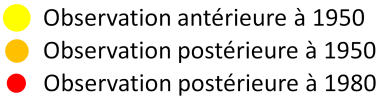 Observation antérieure à 1950
Observation postérieure à 1950
Observation postérieure à 1980